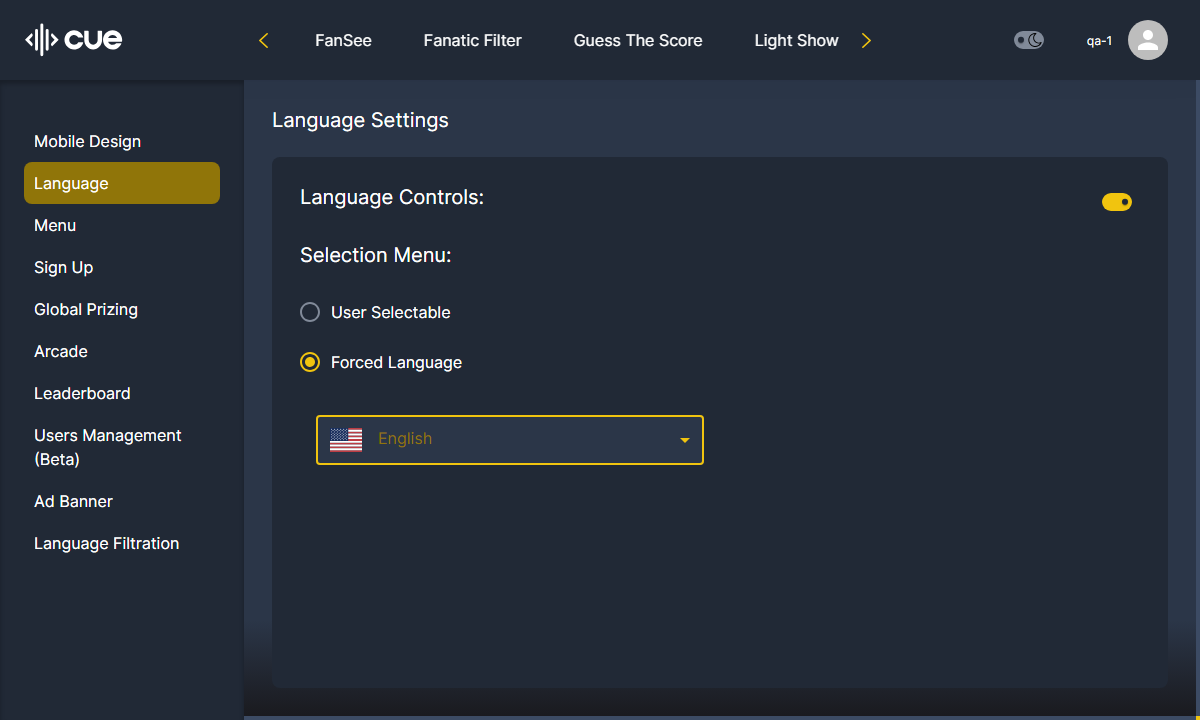 cue
FanSee
Fanatic Filter
Guess The Score
Light Show
qa-1
Mobile Design
Language
Menu
Sign Up
Global Prizing
Arcade
Leaderboard
Users Management
(Beta)
Ad Banner
Language Filtration
Language Settings
Language Controls:
Selection Menu:
User Selectable
Forced Language
English